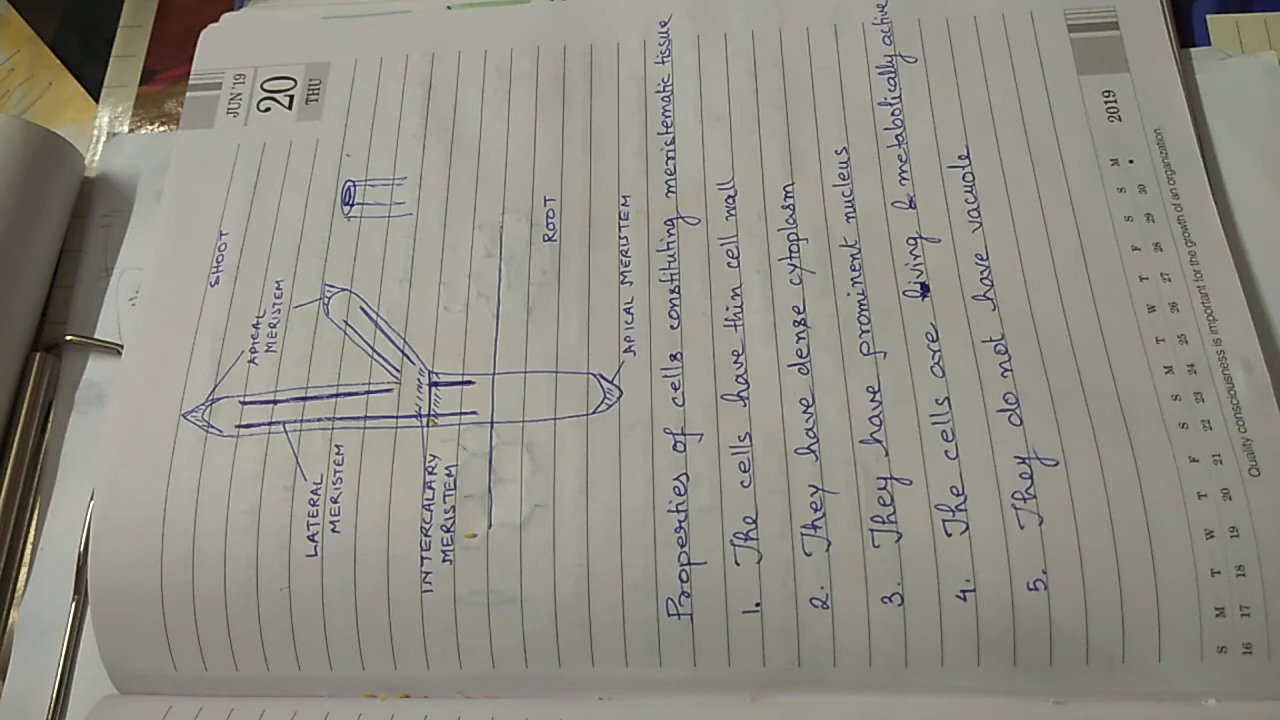 JUN '19
20
THU
SHOOT
APICAL
MERISTEM
LATERAL
MERISTEM
INTERCALARY
MERISTEM
ROOT
APICAL MERISTEM
Properties of cells constituting meristematic tissue
1. The cells have thin cell wall
2. They have dense cytoplasm
3. They have prominent nucleus
4. The cells are living & metabolically active
5. They do not have vacuole
S M T W T F S S M T W T F S S M 2019
16 17 18 19 20 21 22 23 24 25 26 27 28 29 30 •
Quality consciousness is important for the growth of an organization.